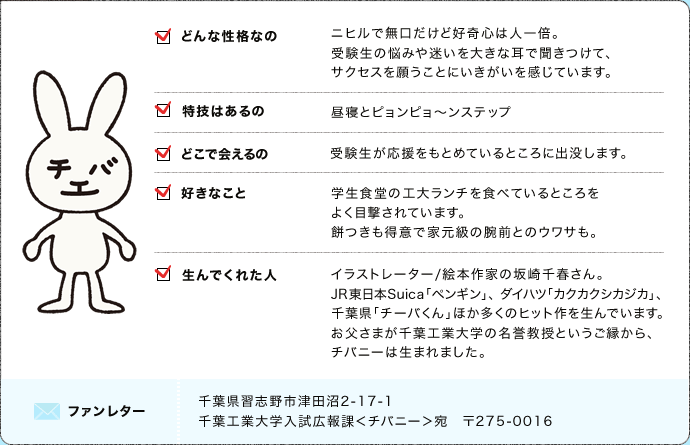 チバ
エ
どんな性格なの
ニヒルで無口だけど好奇心は人一倍。
受験生の悩みや迷いを大きな耳で聞きつけて、
サクセスを願うことにいきがいを感じています。
特技はあるの
昼寝とピョンピョ～ンステップ
どこで会えるの
受験生が応援をもとめているところに出没します。
好きなこと
学生食堂の工大ランチを食べているところを
よく目撃されています。
餅つきも得意で家元級の腕前とのウワサも。
生んでくれた人
イラストレーター/絵本作家の坂崎千春さん。
JR東日本Suica「ペンギン」、ダイハツ「カクカクシカジカ」、
千葉県「チーバくん」ほか多くのヒット作を生んでいます。
お父さまが千葉工業大学の名誉教授というご縁から、
チバニーは生まれました。
ファンレター
千葉県習志野市津田沼2-17-1
千葉工業大学入試広報課＜チバニー＞宛　〒275-0016